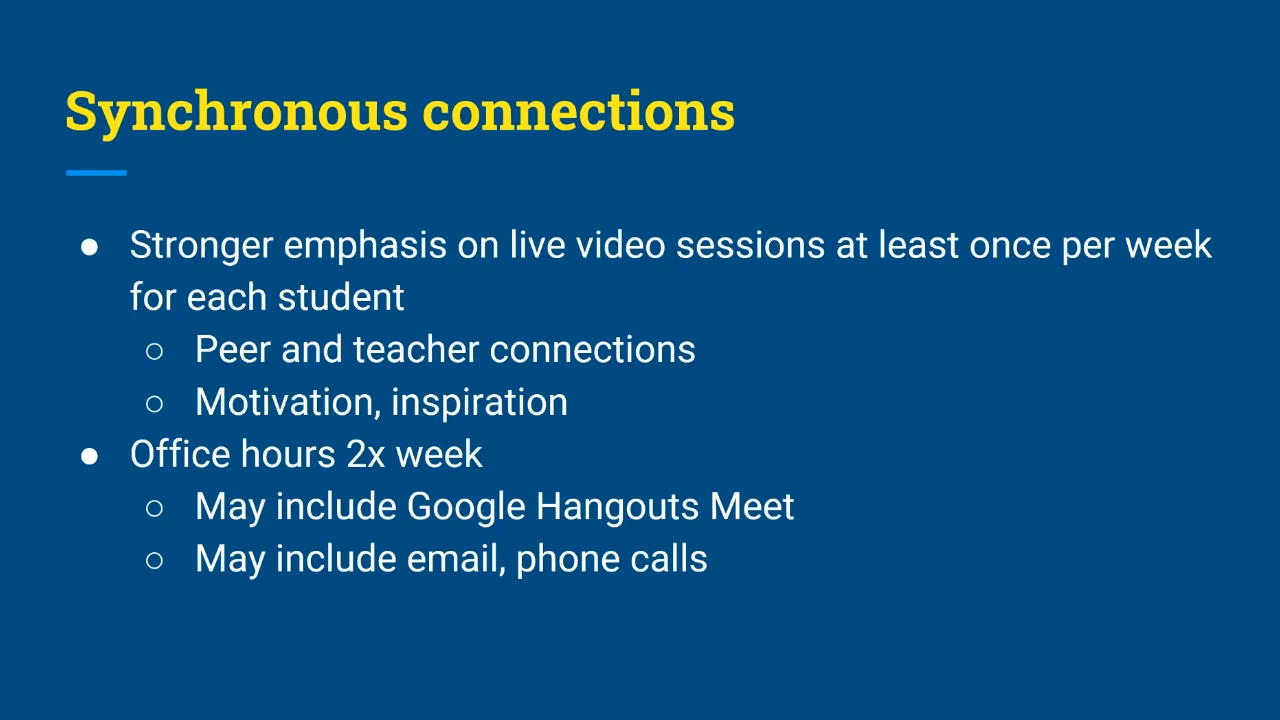 Synchronous connections
● Stronger emphasis on live video sessions at least once per week
for each student
○ Peer and teacher connections
○ Motivation, inspiration
● Office hours 2x week
○ May include Google Hangouts Meet
○ May include email, phone calls